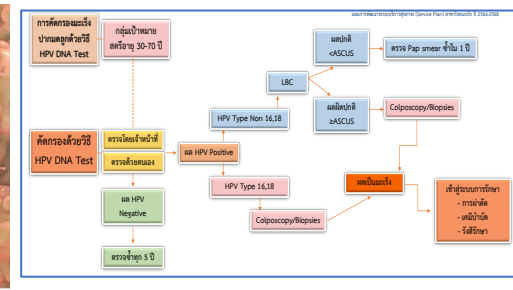 แผนการพัฒนาระบบบริการสุขภาพ (Service Plan) สาขาโรคมะเร็ง ปี 2566-2568
การคัดกรองมะเร็ง
ปากมดลูกด้วยวิธี
HPV DNA Test
กลุ่มเป้าหมาย
สตรีอายุ 30-70 ปี
ผลปกติ
<ASCUS
ตรวจ Pap smear ซ้ำใน 1 ปี
LBC
ผลผิดปกติ
≥ASCUS
Colposcopy/Biopsies
HPV Type Non 16,18
คัดกรองด้วยวิธี
HPV DNA Test
ตรวจโดยเจ้าหน้าที่
ตรวจด้วยตนเอง
ผล HPV Positive
HPV Type 16,18
ผลเป็นมะเร็ง
เข้าสู่ระบบการรักษา
- การผ่าตัด
- เคมีบำบัด
- รังสีรักษา
ผล HPV
Negative
Colposcopy/Biopsies
ตรวจซ้ำทุก 5 ปี